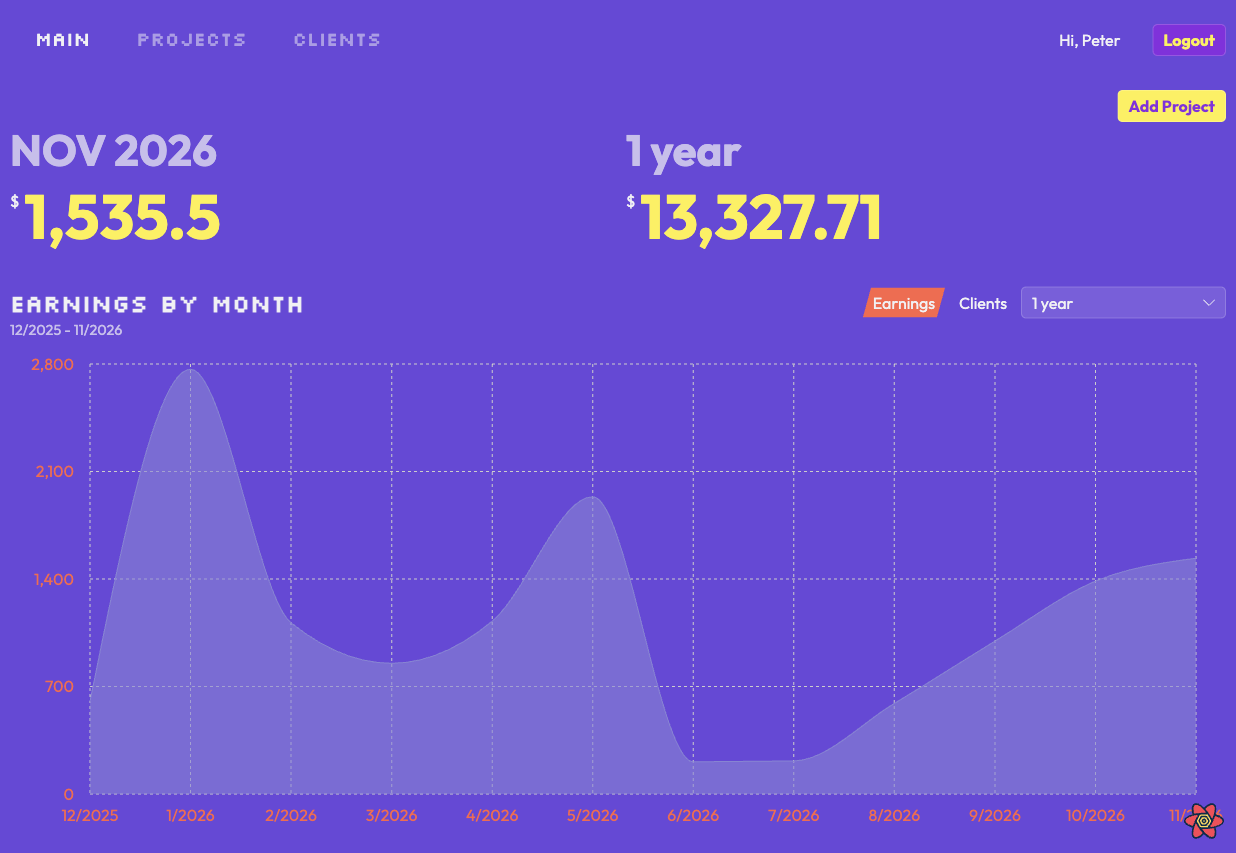 MAIN PROJECTS CLIENTS Hi, Peter Logout
Add Project
NOV 2026
$1,535.5
1 year
$13,327.71
EARNINGS BY MONTH
12/2025 - 11/2026
Earnings Clients 1 year
2,800
2,100
1,400
700
0
12/2025 1/2026 2/2026 3/2026 4/2026 5/2026 6/2026 7/2026 8/2026 9/2026 10/2026